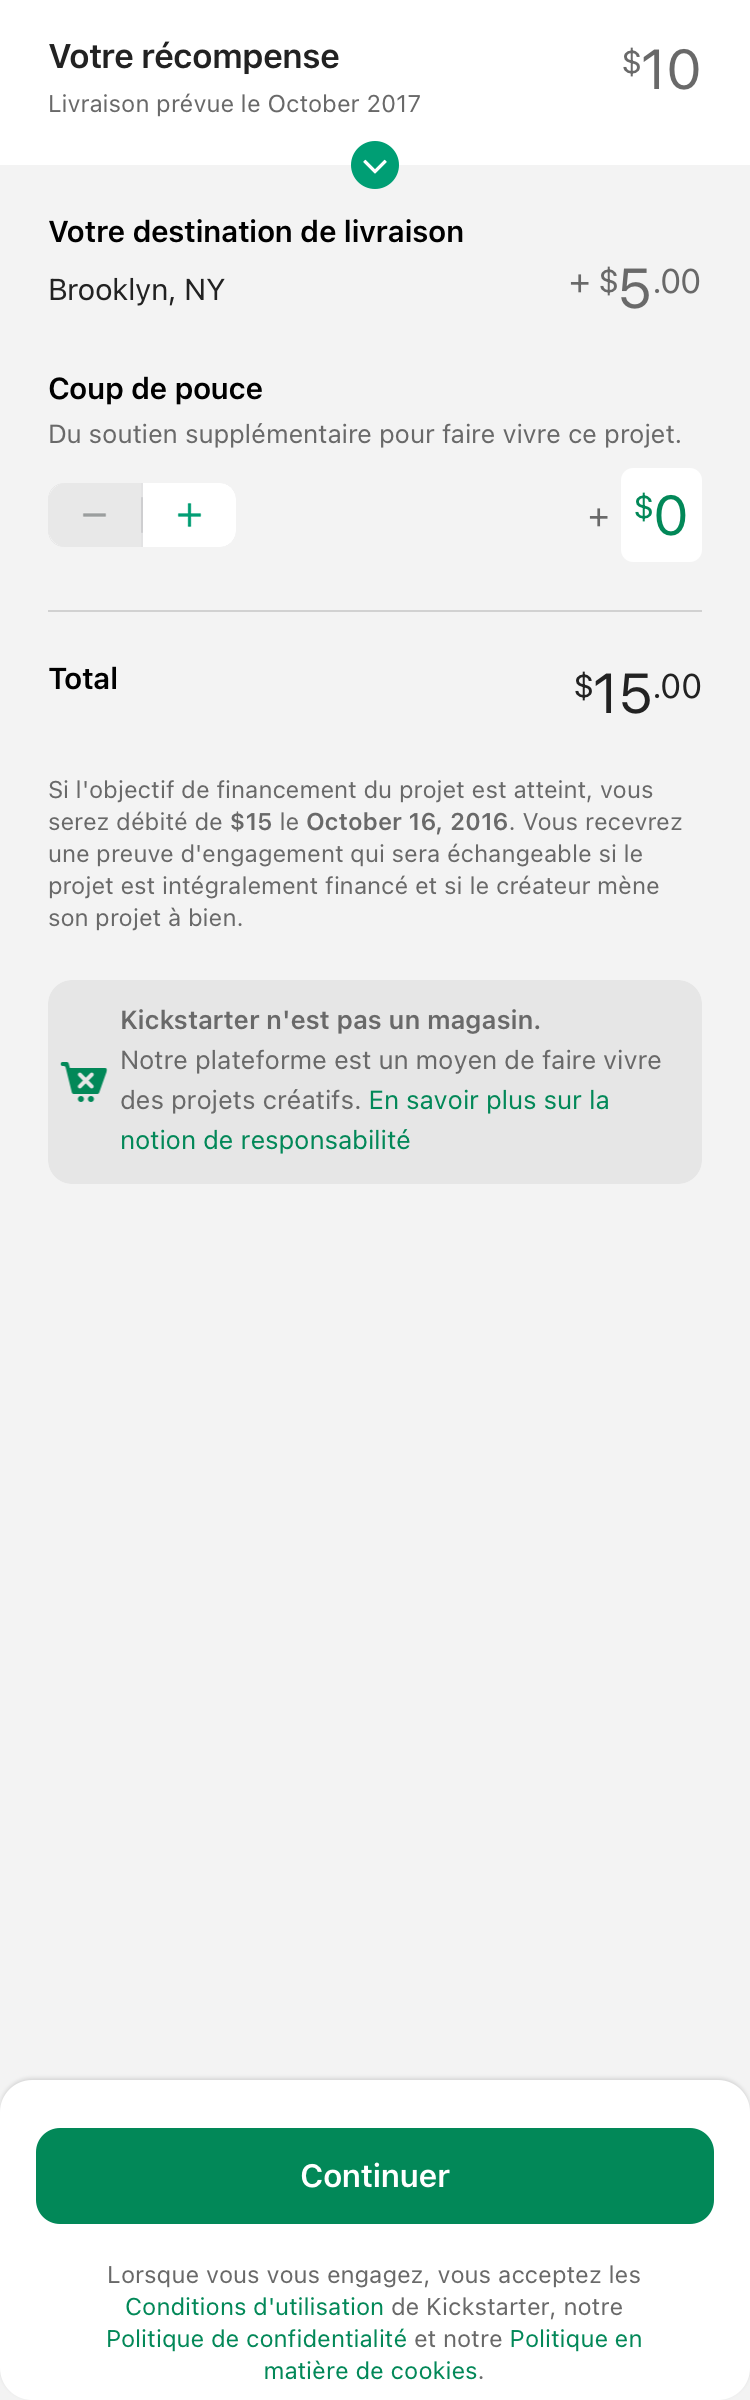 Votre récompense
$10
Livraison prévue le October 2017
Votre destination de livraison
Brooklyn, NY
+ $5.00
Coup de pouce
Du soutien supplémentaire pour faire vivre ce projet.
− +
+ $0
Total
$15.00
Si l'objectif de financement du projet est atteint, vous
serez débité de $15 le October 16, 2016. Vous recevrez
une preuve d'engagement qui sera échangeable si le
projet est intégralement financé et si le créateur mène
son projet à bien.
Kickstarter n'est pas un magasin.
Notre plateforme est un moyen de faire vivre
des projets créatifs. En savoir plus sur la
notion de responsabilité
Continuer
Lorsque vous vous engagez, vous acceptez les
Conditions d'utilisation de Kickstarter, notre
Politique de confidentialité et notre Politique en
matière de cookies.